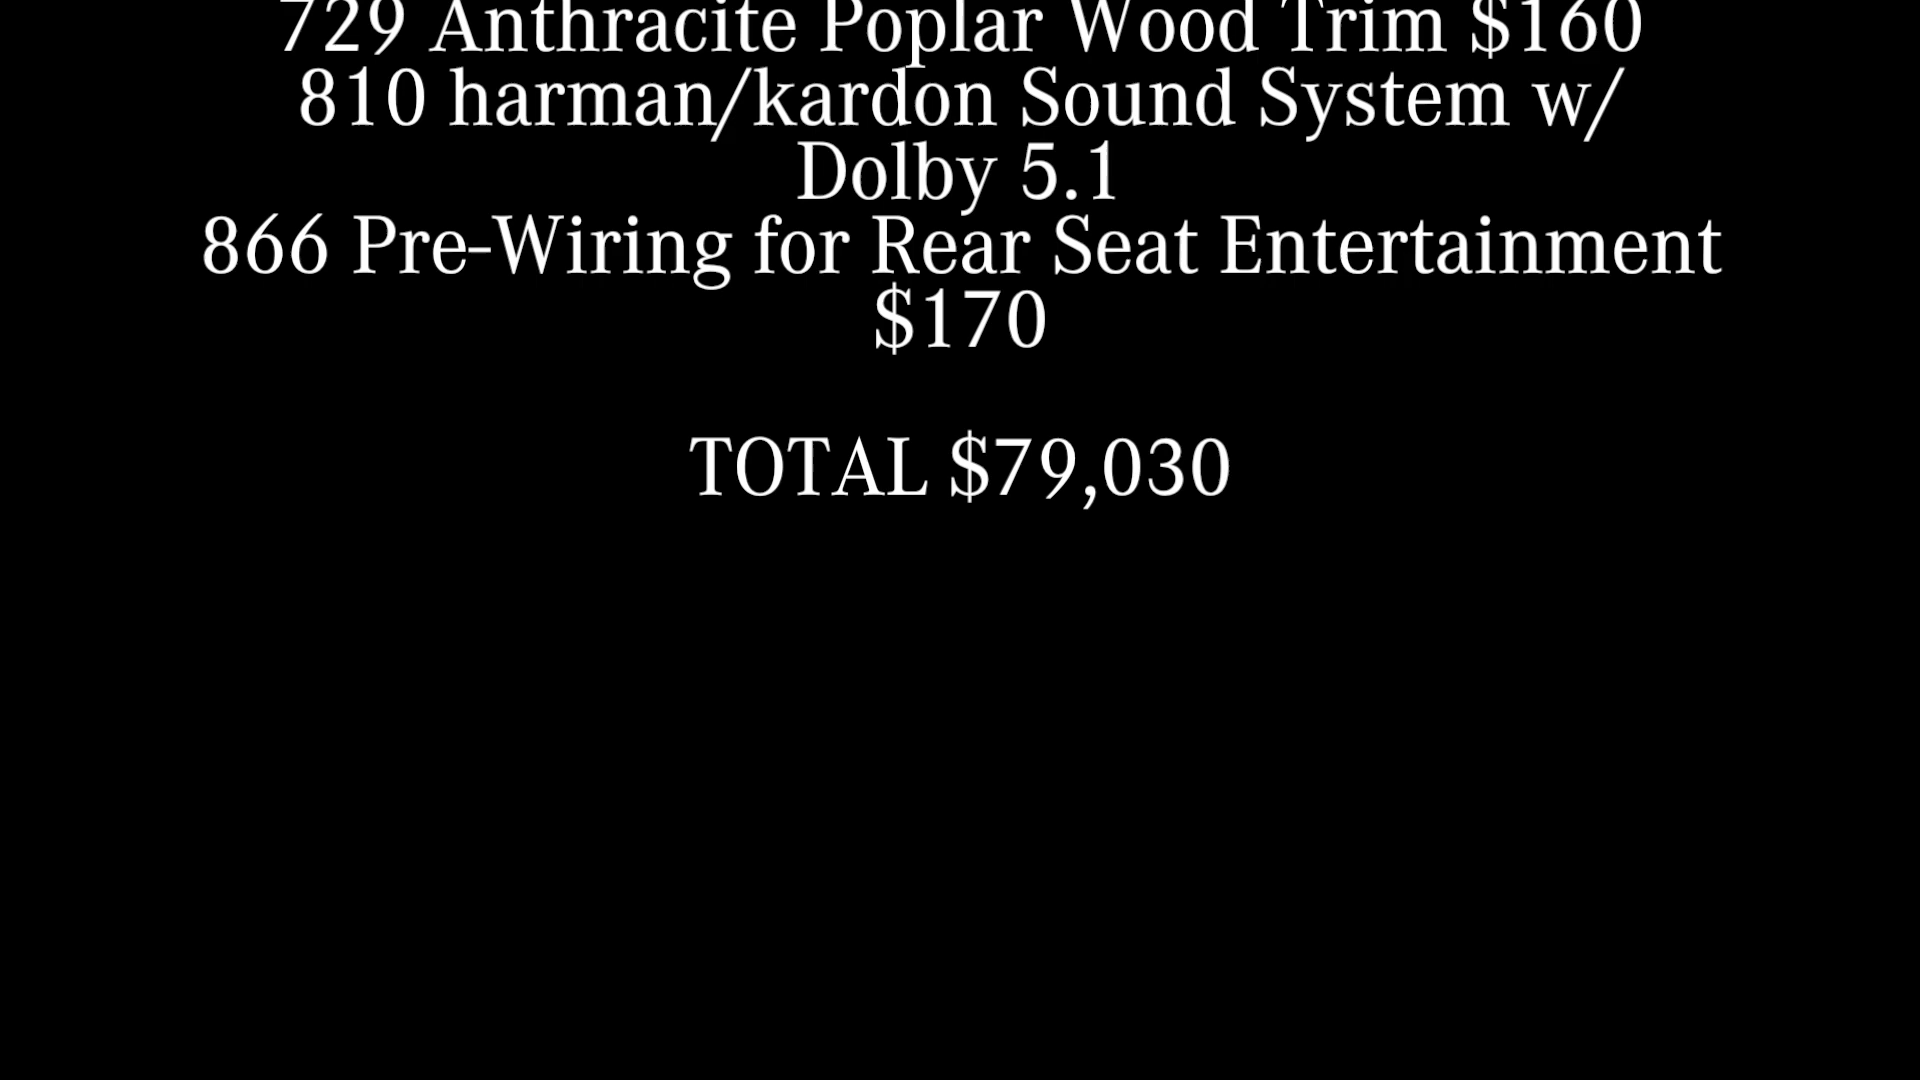 729 Anthracite Poplar Wood Trim $160
810 harman/kardon Sound System w/
Dolby 5.1
866 Pre-Wiring for Rear Seat Entertainment
$170
TOTAL $79,030